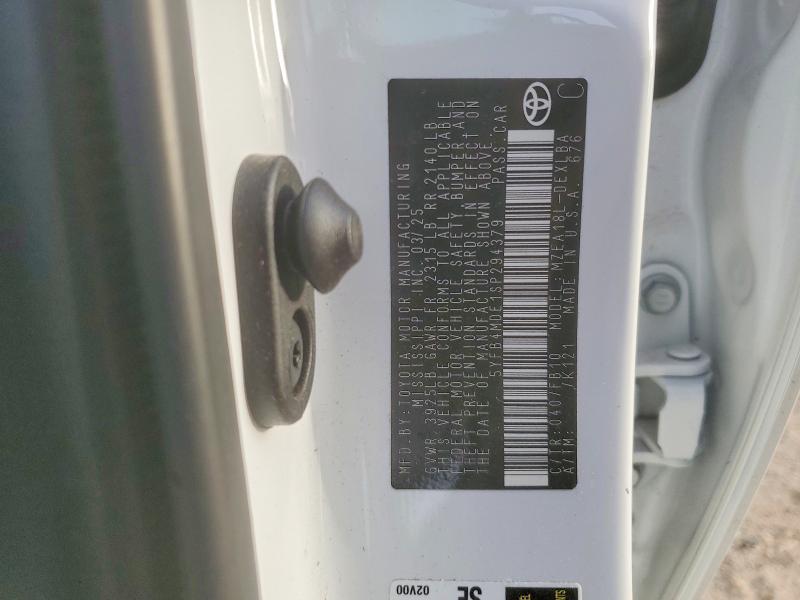 MFD.BY:TOYOTA MOTOR MANUFACTURING
MISSISSIPPI INC. 03/25
GVWR 3925LB GAWR FR 2315LB RR 2140LB
THIS VEHICLE CONFORMS TO ALL APPLICABLE
FEDERAL MOTOR VEHICLE SAFETY, BUMPER AND
THEFT PREVENTION STANDARDS IN EFFECT ON
THE DATE OF MANUFACTURE SHOWN ABOVE.
5YFB4MDE1SP294379 PASS.CAR
C/TR:040/FB10 MODEL:MZEA18L-DEXLBA
A/TM: /K121 MADE IN U.S.A. 676
C
02V00
SE